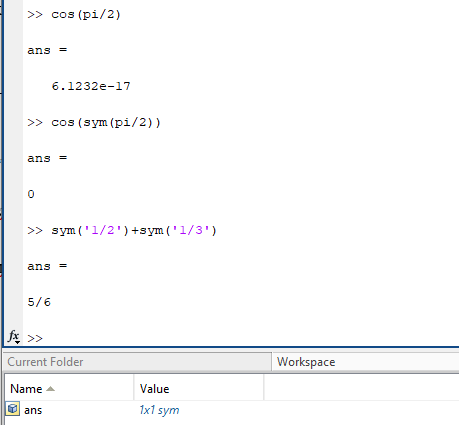 >> cos(pi/2)
ans =
6.1232e-17
>> cos(sym(pi/2))
ans =
0
>> sym('1/2')+sym('1/3')
ans =
5/6
fx >>
Current Folder Workspace
Name Value
ans 1x1 sym